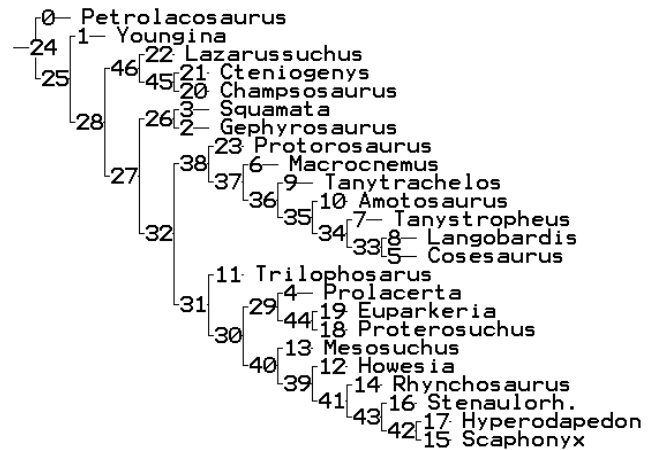 0 Petrolacosaurus
24 1 Youngina
46 22 Lazarussuchus
25 45 21 Cteniogenys
20 Champsosaurus
28 26 3 Squamata
2 Gephyrosaurus
38 23 Protorosaurus
27 37 6 Macrocnemus
36 9 Tanytrachelos
35 10 Amotosaurus
32 34 7 Tanystropheus
33 8 Langobardis
5 Cosesaurus
11 Trilophosarus
31 29 4 Prolacerta
44 19 Euparkeria
30 18 Proterosuchus
40 13 Mesosuchus
39 12 Howesia
41 14 Rhynchosaurus
43 16 Stenaulorh.
42 17 Hyperodapedon
15 Scaphonyx